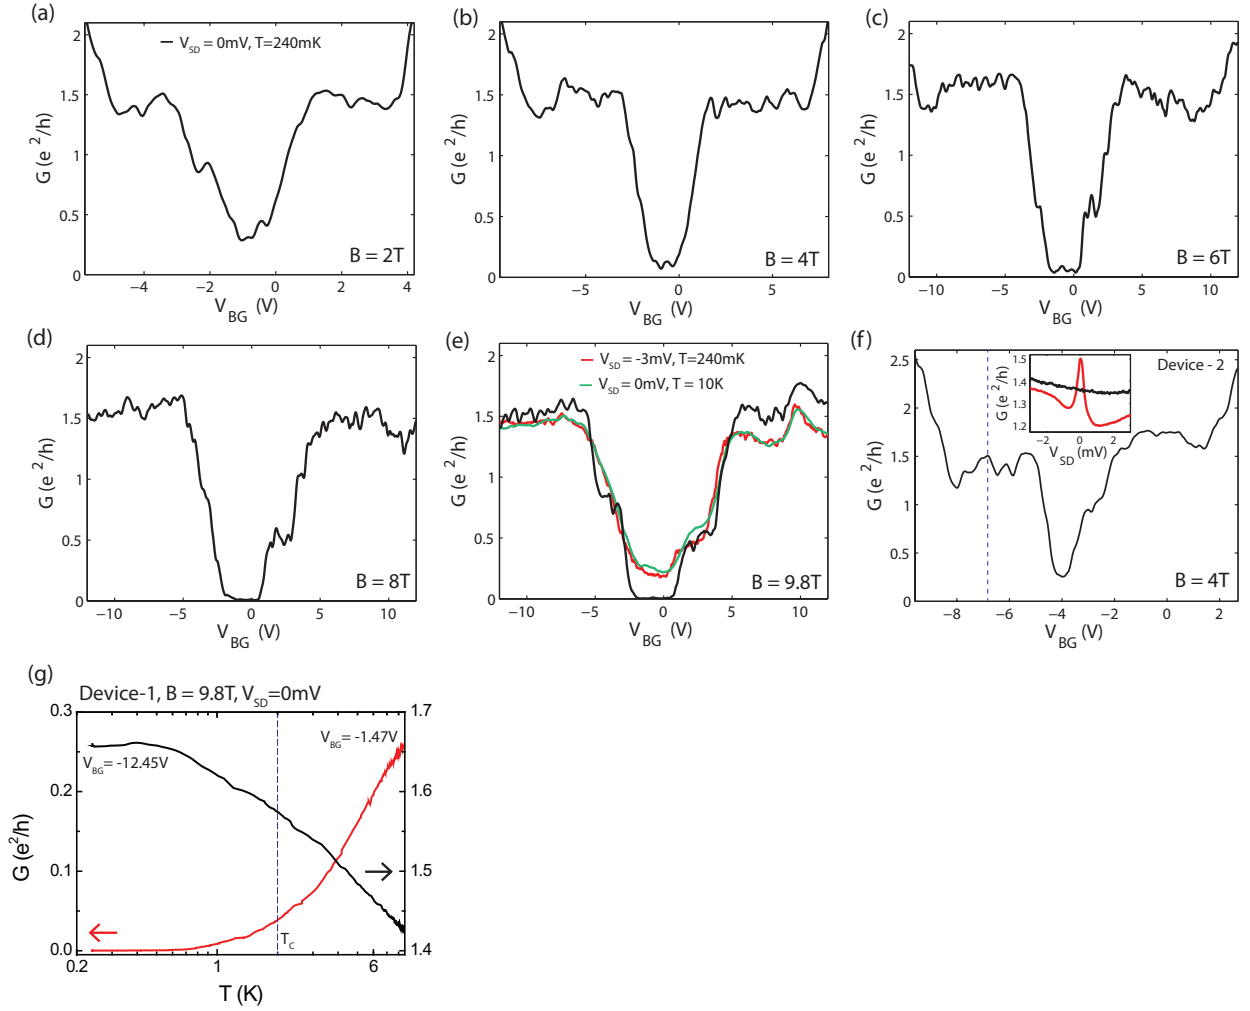 (a)
G (e²/h)
2
1.5
1
0.5
0
V_SD = 0mV, T=240mK
B = 2T
−4 −2 0 2 4
V_BG (V)
(b)
G (e²/h)
2
1.5
1
0.5
0
B = 4T
−5 0 5
V_BG (V)
(c)
G (e²/h)
2
1.5
1
0.5
0
B = 6T
−10 −5 0 5 10
V_BG (V)
(d)
G (e²/h)
2
1.5
1
0.5
0
B = 8T
−10 −5 0 5 10
V_BG (V)
(e)
G (e²/h)
2
1.5
1
0.5
0
V_SD = -3mV, T=240mK
V_SD = 0mV, T = 10K
B = 9.8T
−10 −5 0 5 10
V_BG (V)
(f)
G (e²/h)
2.5
2
1.5
1
0.5
0
Device - 2
G (e²/h)
1.5
1.4
1.3
1.2
−2 0 2
V_SD (mV)
B = 4T
−8 −6 −4 −2 0 2
V_BG (V)
(g)
Device-1, B = 9.8T, V_SD=0mV
G (e²/h)
0.3
0.2
0.1
0.0
1.7
1.6
1.5
1.4
V_BG= -1.47V
V_BG= -12.45V
T_C
0.2 1 6
T (K)